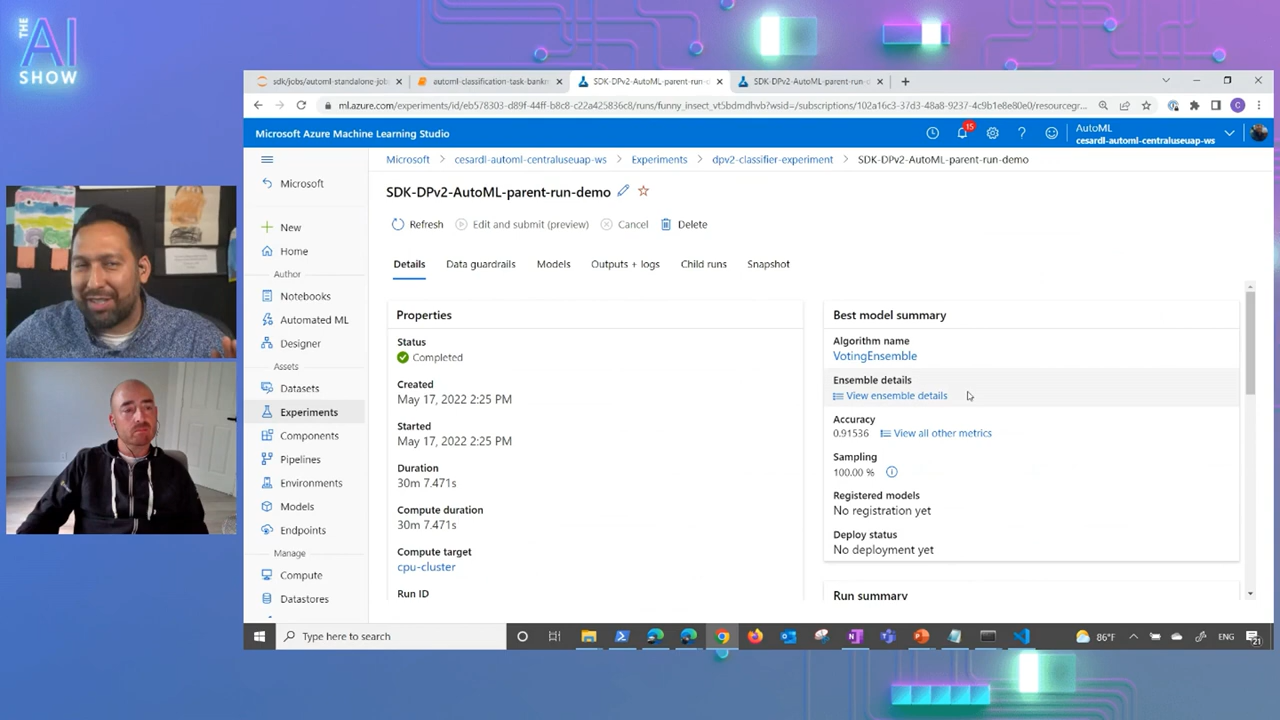 THE
AI
SHOW
sdk/jobs/automl-standalone-job
automl-classification-task-bankm
SDK-DPv2-AutoML-parent-run-d
SDK-DPv2-AutoML-parent-run-
ml.azure.com/experiments/id/eb578303-d89f-44ff-b8c8-c22a425836c8/runs/funny_insect_vt5bdmdhvb?wsid=/subscriptions/102a16c3-37d3-48a8-9237-4c9b1e8e80e0/resourcegr...
Microsoft Azure Machine Learning Studio
15
AutoML
cesardl-automl-centraluseuap-ws
Microsoft > cesardl-automl-centraluseuap-ws > Experiments > dpv2-classifier-experiment > SDK-DPv2-AutoML-parent-run-demo
Microsoft
New
Home
Author
Notebooks
Automated ML
Designer
Assets
Datasets
Experiments
Components
Pipelines
Environments
Models
Endpoints
Manage
Compute
Datastores
SDK-DPv2-AutoML-parent-run-demo
Refresh Edit and submit (preview) Cancel Delete
Details Data guardrails Models Outputs + logs Child runs Snapshot
Properties
Status
Completed
Created
May 17, 2022 2:25 PM
Started
May 17, 2022 2:25 PM
Duration
30m 7.471s
Compute duration
30m 7.471s
Compute target
cpu-cluster
Run ID
Best model summary
Algorithm name
VotingEnsemble
Ensemble details
View ensemble details
Accuracy
0.91536 View all other metrics
Sampling
100.00 %
Registered models
No registration yet
Deploy status
No deployment yet
Run summary
Type here to search
86°F
ENG
21